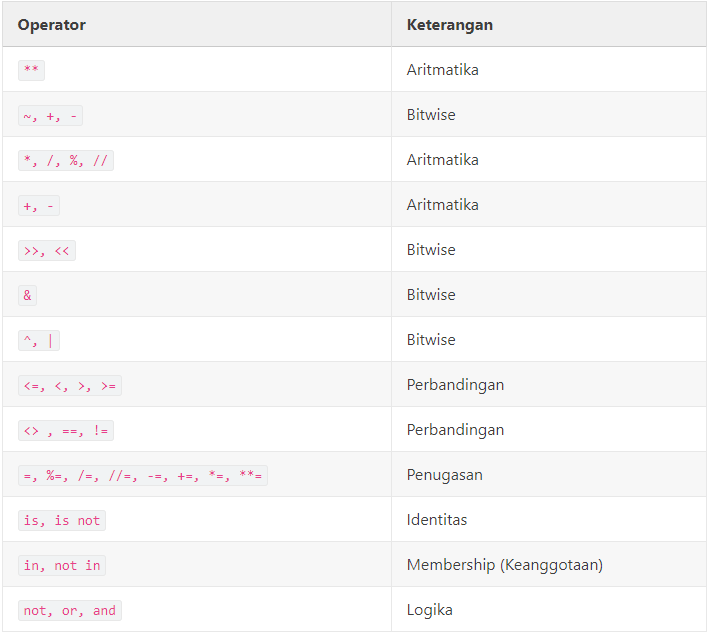 Operator Keterangan
** Aritmatika
~, +, - Bitwise
*, /, %, // Aritmatika
+, - Aritmatika
>>, << Bitwise
& Bitwise
^, | Bitwise
<=, <, >, >= Perbandingan
<> , ==, != Perbandingan
=, %=, /=, //=, -=, +=, *=, **= Penugasan
is, is not Identitas
in, not in Membership (Keanggotaan)
not, or, and Logika